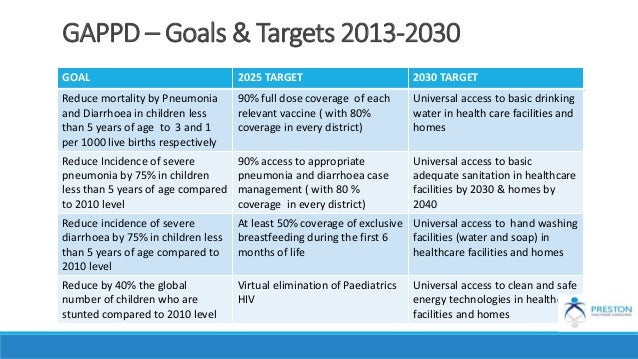 GAPPD – Goals & Targets 2013-2030
GOAL
2025 TARGET
2030 TARGET
Reduce mortality by Pneumonia
and Diarrhoea in children less
than 5 years of age to 3 and 1
per 1000 live births respectively
90% full dose coverage of each
relevant vaccine ( with 80%
coverage in every district)
Universal access to basic drinking
water in health care facilities and
homes
Reduce Incidence of severe
pneumonia by 75% in children
less than 5 years of age compared
to 2010 level
90% access to appropriate
pneumonia and diarrhoea case
management ( with 80 %
coverage in every district)
Universal access to basic
adequate sanitation in healthcare
facilities by 2030 & homes by
2040
Reduce incidence of severe
diarrhoea by 75% in children less
than 5 years of age compared to
2010 level
At least 50% coverage of exclusive
breastfeeding during the first 6
months of life
Universal access to hand washing
facilities (water and soap) in
healthcare facilities and homes
Reduce by 40% the global
number of children who are
stunted compared to 2010 level
Virtual elimination of Paediatrics
HIV
Universal access to clean and safe
energy technologies in
facilities and homes
PRESTON